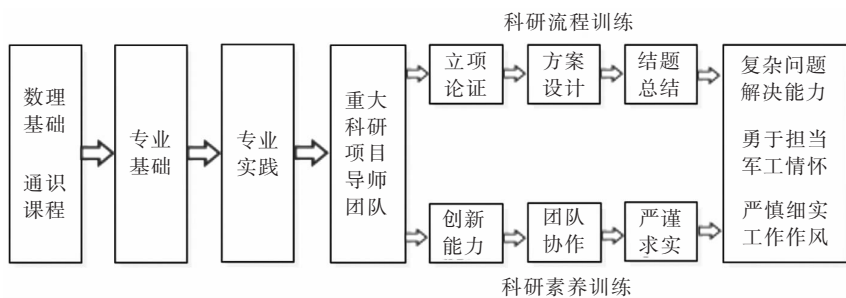 科研流程训练
数理
基础
通识
课程
专业
基础
专业
实践
重大
科研
项目
导师
团队
立项
论证
方案
设计
结题
总结
创新
能力
团队
协作
严谨
求实
复杂问题
解决能力
勇于担当
军工情怀
严慎细实
工作作风
科研素养训练